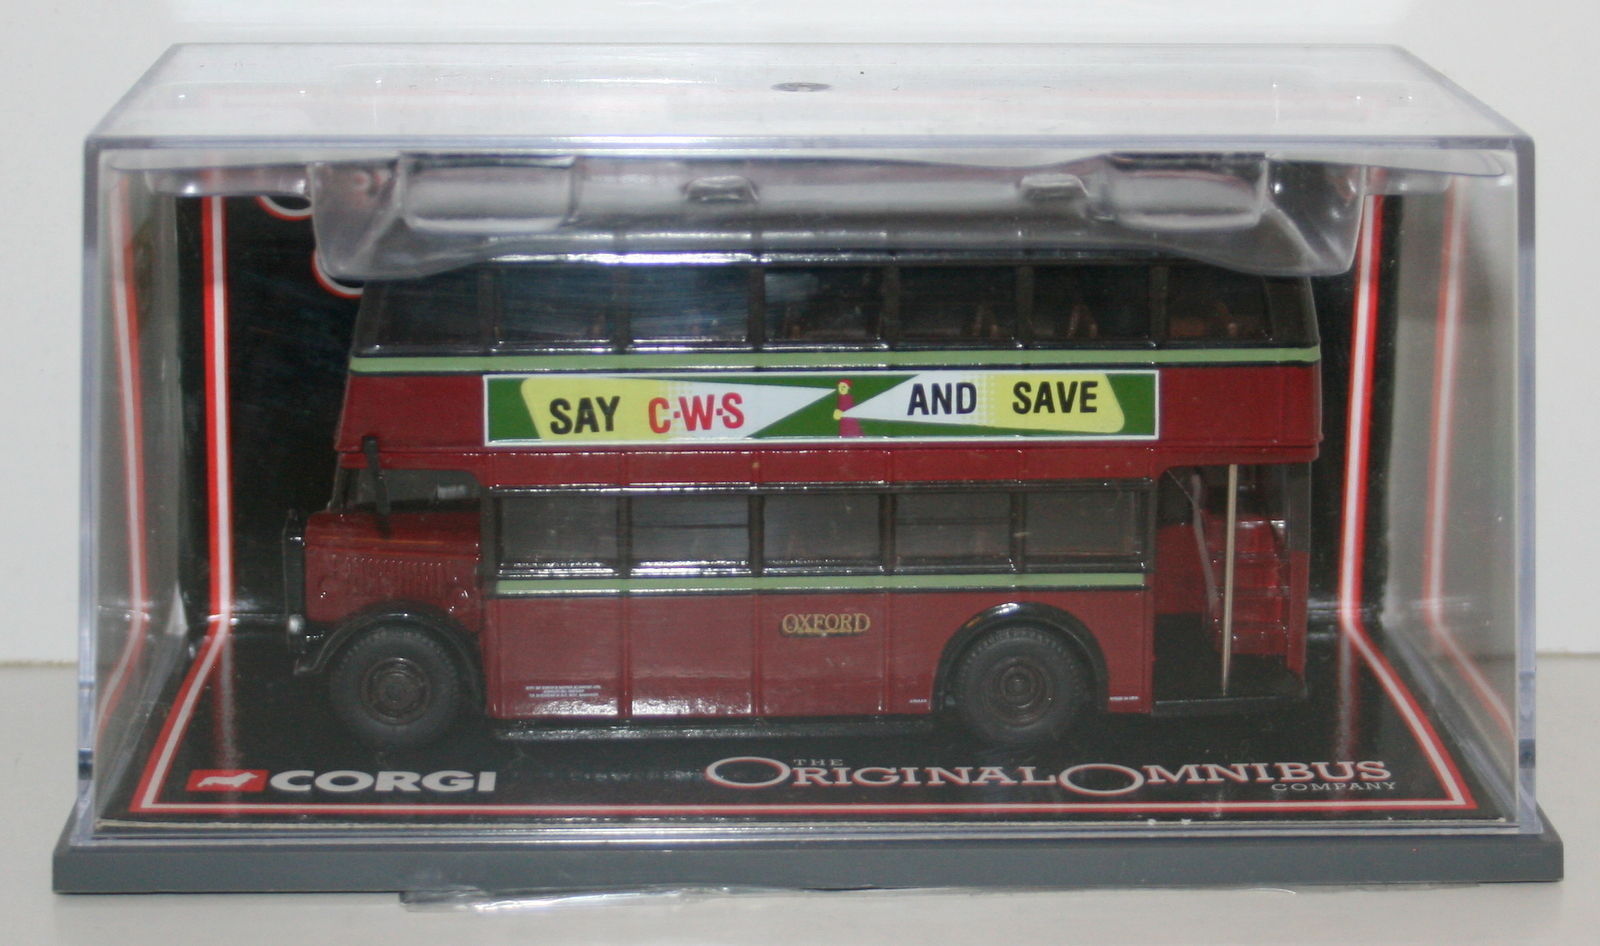 SAY C·W·S AND SAVE
OXFORD
CORGI
THE ORIGINAL OMNIBUS
COMPANY